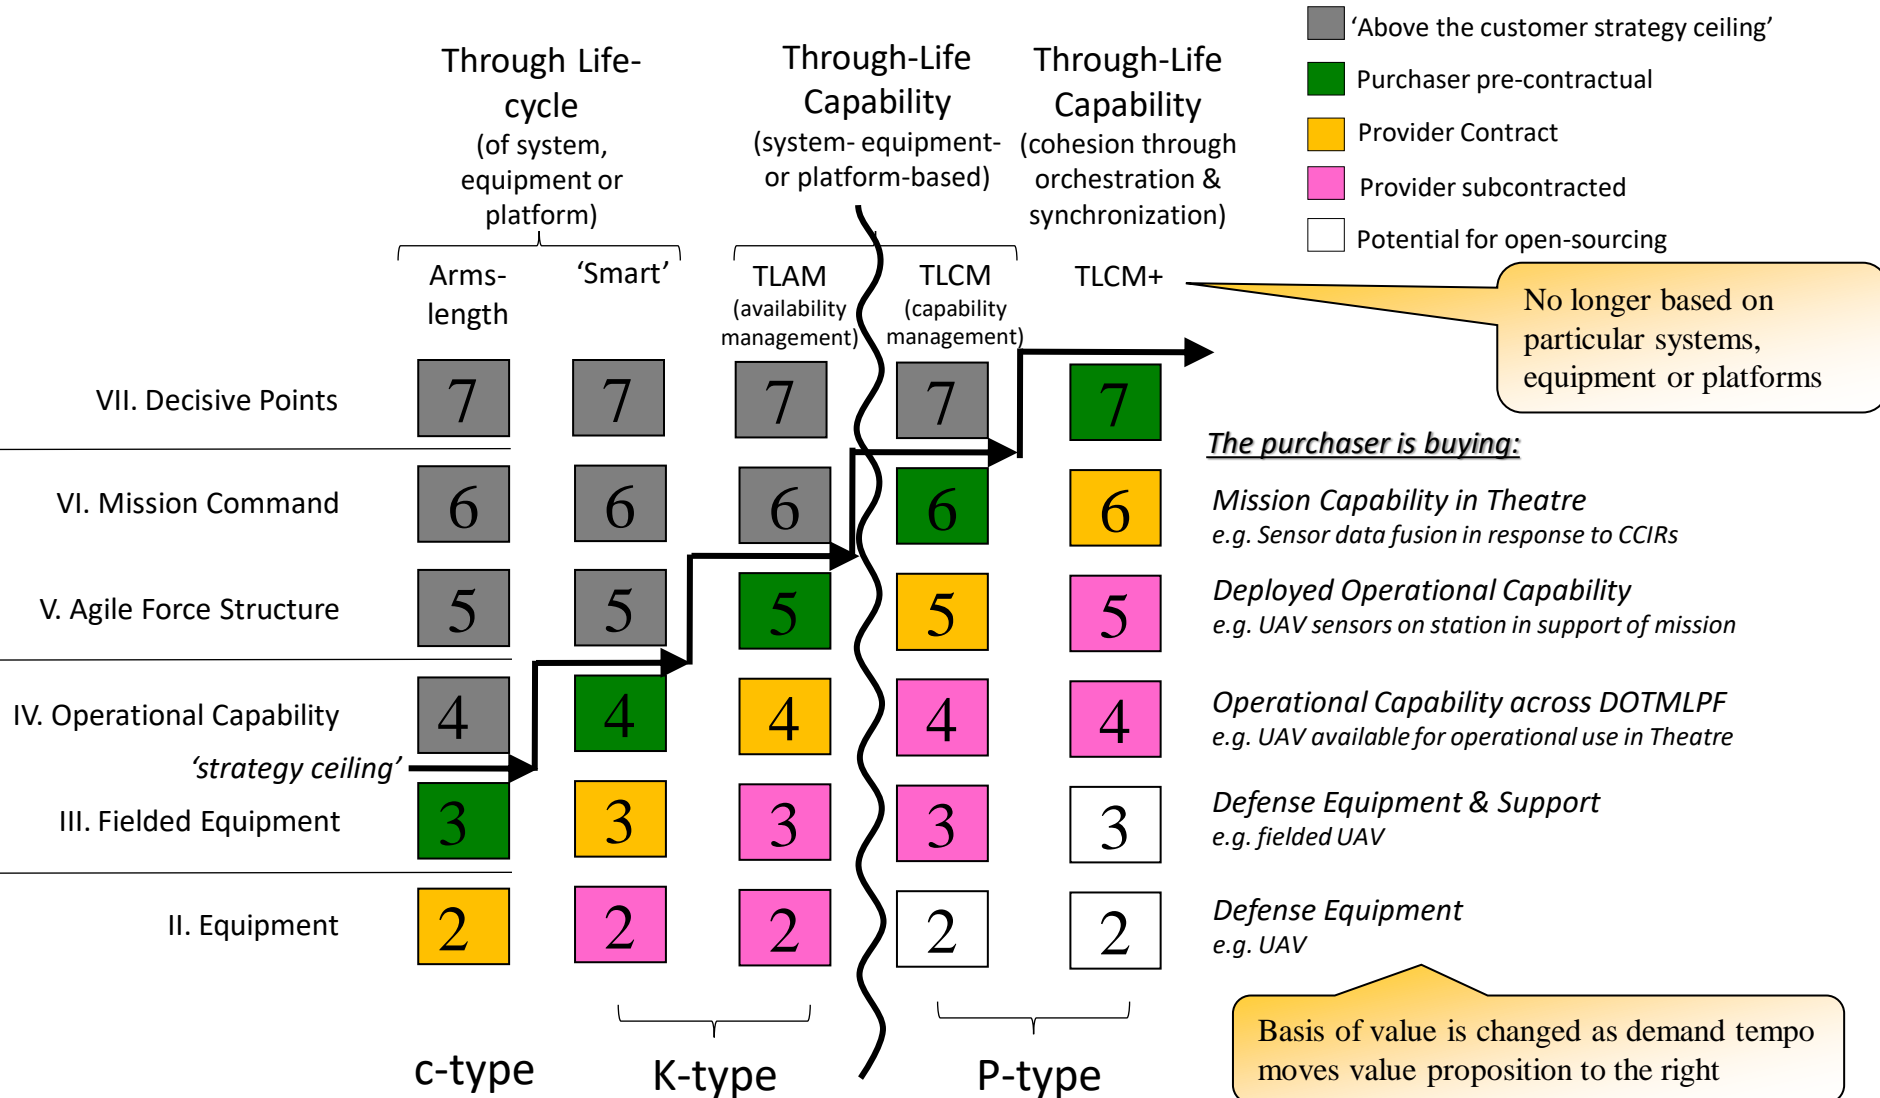 Through Life-
cycle
(of system,
equipment or
platform)
Through-Life
Capability
(system- equipment-
or platform-based)
Through-Life
Capability
(cohesion through
orchestration &
synchronization)
‘Above the customer strategy ceiling’
Purchaser pre-contractual
Provider Contract
Provider subcontracted
Potential for open-sourcing
Arms-
length
‘Smart’
TLAM
(availability
management)
TLCM
(capability
management)
TLCM+
No longer based on
particular systems,
equipment or platforms
VII. Decisive Points
7 7 7 7 7
The purchaser is buying:
VI. Mission Command
6 6 6 6 6
Mission Capability in Theatre
e.g. Sensor data fusion in response to CCIRs
V. Agile Force Structure
5 5 5 5 5
Deployed Operational Capability
e.g. UAV sensors on station in support of mission
IV. Operational Capability
4 4 4 4 4
Operational Capability across DOTMLPF
e.g. UAV available for operational use in Theatre
‘strategy ceiling’
III. Fielded Equipment
3 3 3 3 3
Defense Equipment & Support
e.g. fielded UAV
II. Equipment
2 2 2 2 2
Defense Equipment
e.g. UAV
c-type
K-type
P-type
Basis of value is changed as demand tempo
moves value proposition to the right